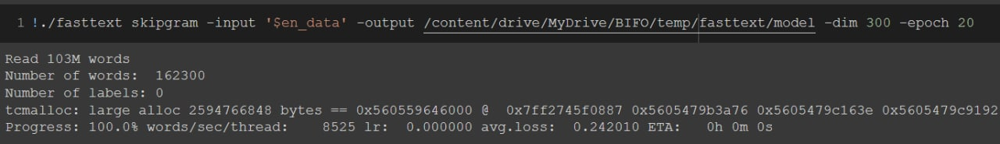 1 !./fasttext skipgram -input '$en_data' -output /content/drive/MyDrive/BIFO/temp/fasttext/model -dim 300 -epoch 20
Read 103M words
Number of words:  162300
Number of labels: 0
tcmalloc: large alloc 2594766848 bytes == 0x560559646000 @  0x7ff2745f0887 0x5605479b3a76 0x5605479c163e 0x5605479c9192
Progress: 100.0% words/sec/thread:    8525 lr:  0.000000 avg.loss:  0.242010 ETA:   0h 0m 0s